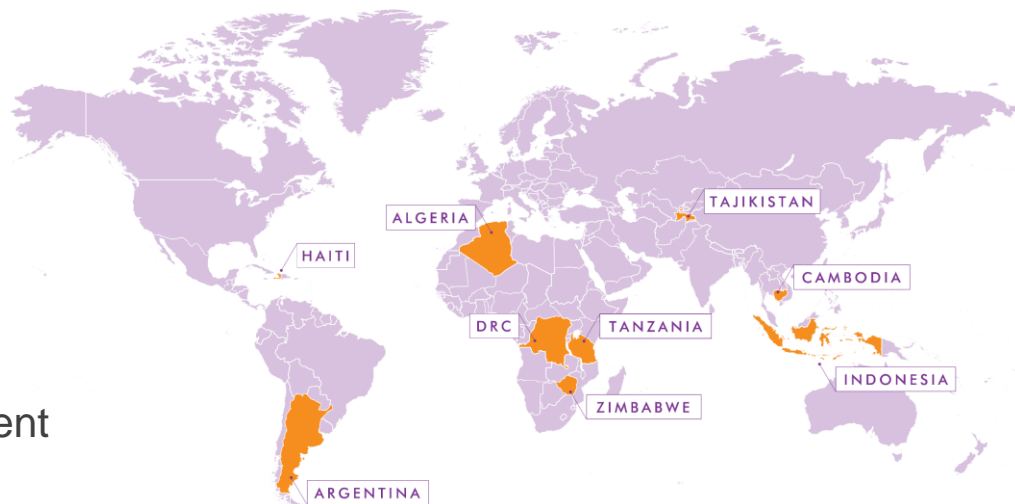 TAJIKISTAN
ALGERIA
HAITI
CAMBODIA
DRC
TANZANIA
INDONESIA
ZIMBABWE
ent
ARGENTINA